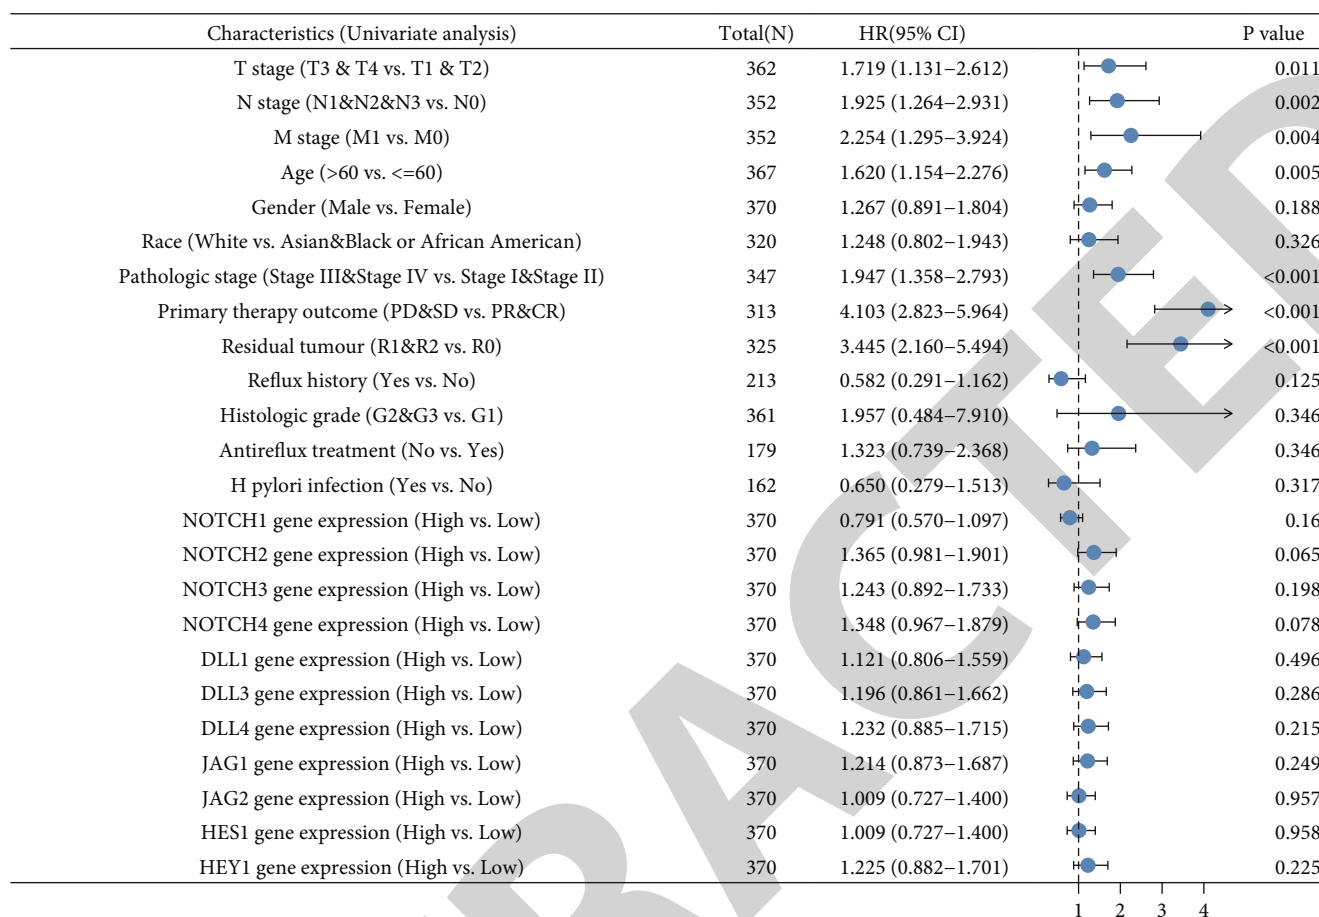 Characteristics (Univariate analysis) Total(N) HR(95% CI) P value
T stage (T3 & T4 vs. T1 & T2) 362 1.719 (1.131−2.612) 0.011
N stage (N1&N2&N3 vs. N0) 352 1.925 (1.264−2.931) 0.002
M stage (M1 vs. M0) 352 2.254 (1.295−3.924) 0.004
Age (>60 vs. <=60) 367 1.620 (1.154−2.276) 0.005
Gender (Male vs. Female) 370 1.267 (0.891−1.804) 0.188
Race (White vs. Asian&Black or African American) 320 1.248 (0.802−1.943) 0.326
Pathologic stage (Stage III&Stage IV vs. Stage I&Stage II) 347 1.947 (1.358−2.793) <0.001
Primary therapy outcome (PD&SD vs. PR&CR) 313 4.103 (2.823−5.964) <0.001
Residual tumour (R1&R2 vs. R0) 325 3.445 (2.160−5.494) <0.001
Reflux history (Yes vs. No) 213 0.582 (0.291−1.162) 0.125
Histologic grade (G2&G3 vs. G1) 361 1.957 (0.484−7.910) 0.346
Antireflux treatment (No vs. Yes) 179 1.323 (0.739−2.368) 0.346
H pylori infection (Yes vs. No) 162 0.650 (0.279−1.513) 0.317
NOTCH1 gene expression (High vs. Low) 370 0.791 (0.570−1.097) 0.16
NOTCH2 gene expression (High vs. Low) 370 1.365 (0.981−1.901) 0.065
NOTCH3 gene expression (High vs. Low) 370 1.243 (0.892−1.733) 0.198
NOTCH4 gene expression (High vs. Low) 370 1.348 (0.967−1.879) 0.078
DLL1 gene expression (High vs. Low) 370 1.121 (0.806−1.559) 0.496
DLL3 gene expression (High vs. Low) 370 1.196 (0.861−1.662) 0.286
DLL4 gene expression (High vs. Low) 370 1.232 (0.885−1.715) 0.215
JAG1 gene expression (High vs. Low) 370 1.214 (0.873−1.687) 0.249
JAG2 gene expression (High vs. Low) 370 1.009 (0.727−1.400) 0.957
HES1 gene expression (High vs. Low) 370 1.009 (0.727−1.400) 0.958
HEY1 gene expression (High vs. Low) 370 1.225 (0.882−1.701) 0.225
1 2 3 4
RACTED